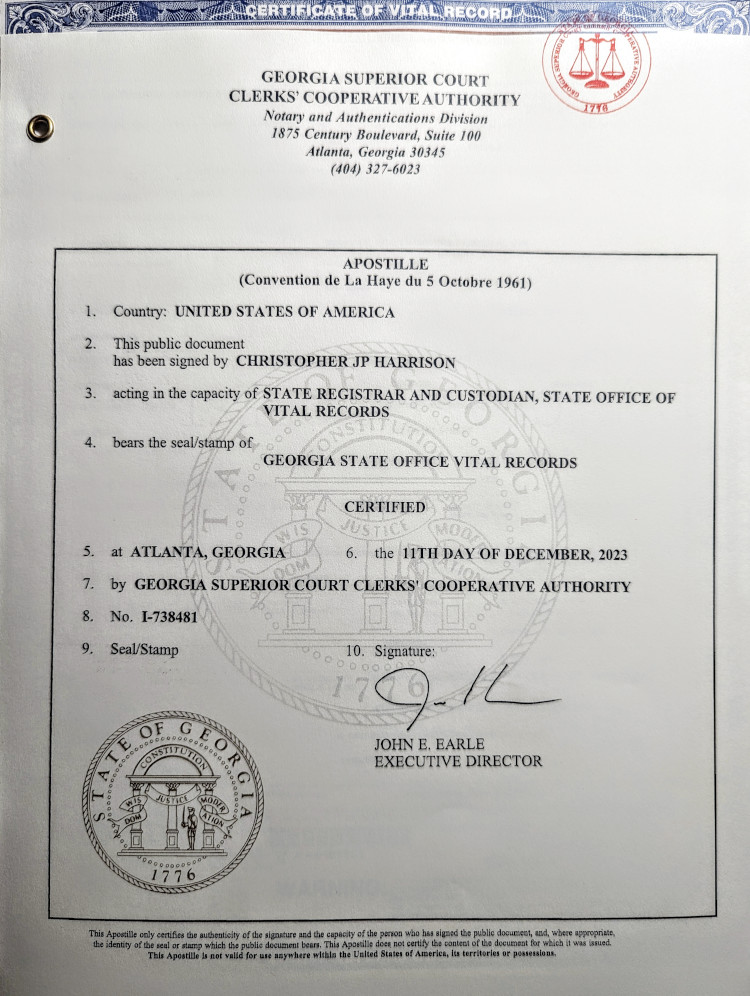 CERTIFICATE OF VITAL RECORD
GEORGIA SUPERIOR COURT
CLERKS' COOPERATIVE AUTHORITY
Notary and Authentications Division
1875 Century Boulevard, Suite 100
Atlanta, Georgia 30345
(404) 327-6023
1776
APOSTILLE
(Convention de La Haye du 5 Octobre 1961)
1. Country: UNITED STATES OF AMERICA
2. This public document
has been signed by CHRISTOPHER JP HARRISON
3. acting in the capacity of STATE REGISTRAR AND CUSTODIAN, STATE OFFICE OF
VITAL RECORDS
4. bears the seal/stamp of
GEORGIA STATE OFFICE VITAL RECORDS
CERTIFIED
5. at ATLANTA, GEORGIA 6. the 11TH DAY OF DECEMBER, 2023
7. by GEORGIA SUPERIOR COURT CLERKS' COOPERATIVE AUTHORITY
8. No. I-738481
9. Seal/Stamp 10. Signature:
JOHN E. EARLE
EXECUTIVE DIRECTOR
STATE OF GEORGIA
CONSTITUTION
WISDOM JUSTICE MODERATION
1776
STATE OF GEORGIA
CONSTITUTION
WISDOM JUSTICE MODERATION
1776
This Apostille only certifies the authenticity of the signature and the capacity of the person who has signed the public document, and, where appropriate,
the identity of the seal or stamp which the public document bears. This Apostille does not certify the content of the document for which it was issued.
This Apostille is not valid for use anywhere within the United States of America, its territories or possessions.